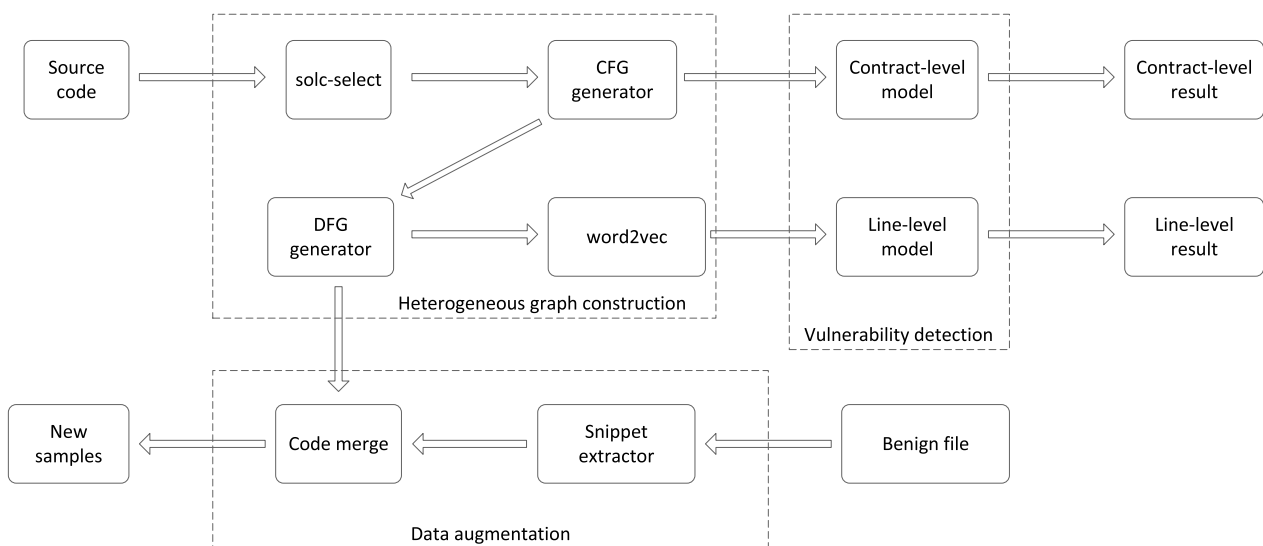 Source
code
solc-select
CFG
generator
Contract-level
model
Contract-level
result
DFG
generator
word2vec
Line-level
model
Line-level
result
Heterogeneous graph construction
Vulnerability detection
New
samples
Code merge
Snippet
extractor
Benign file
Data augmentation